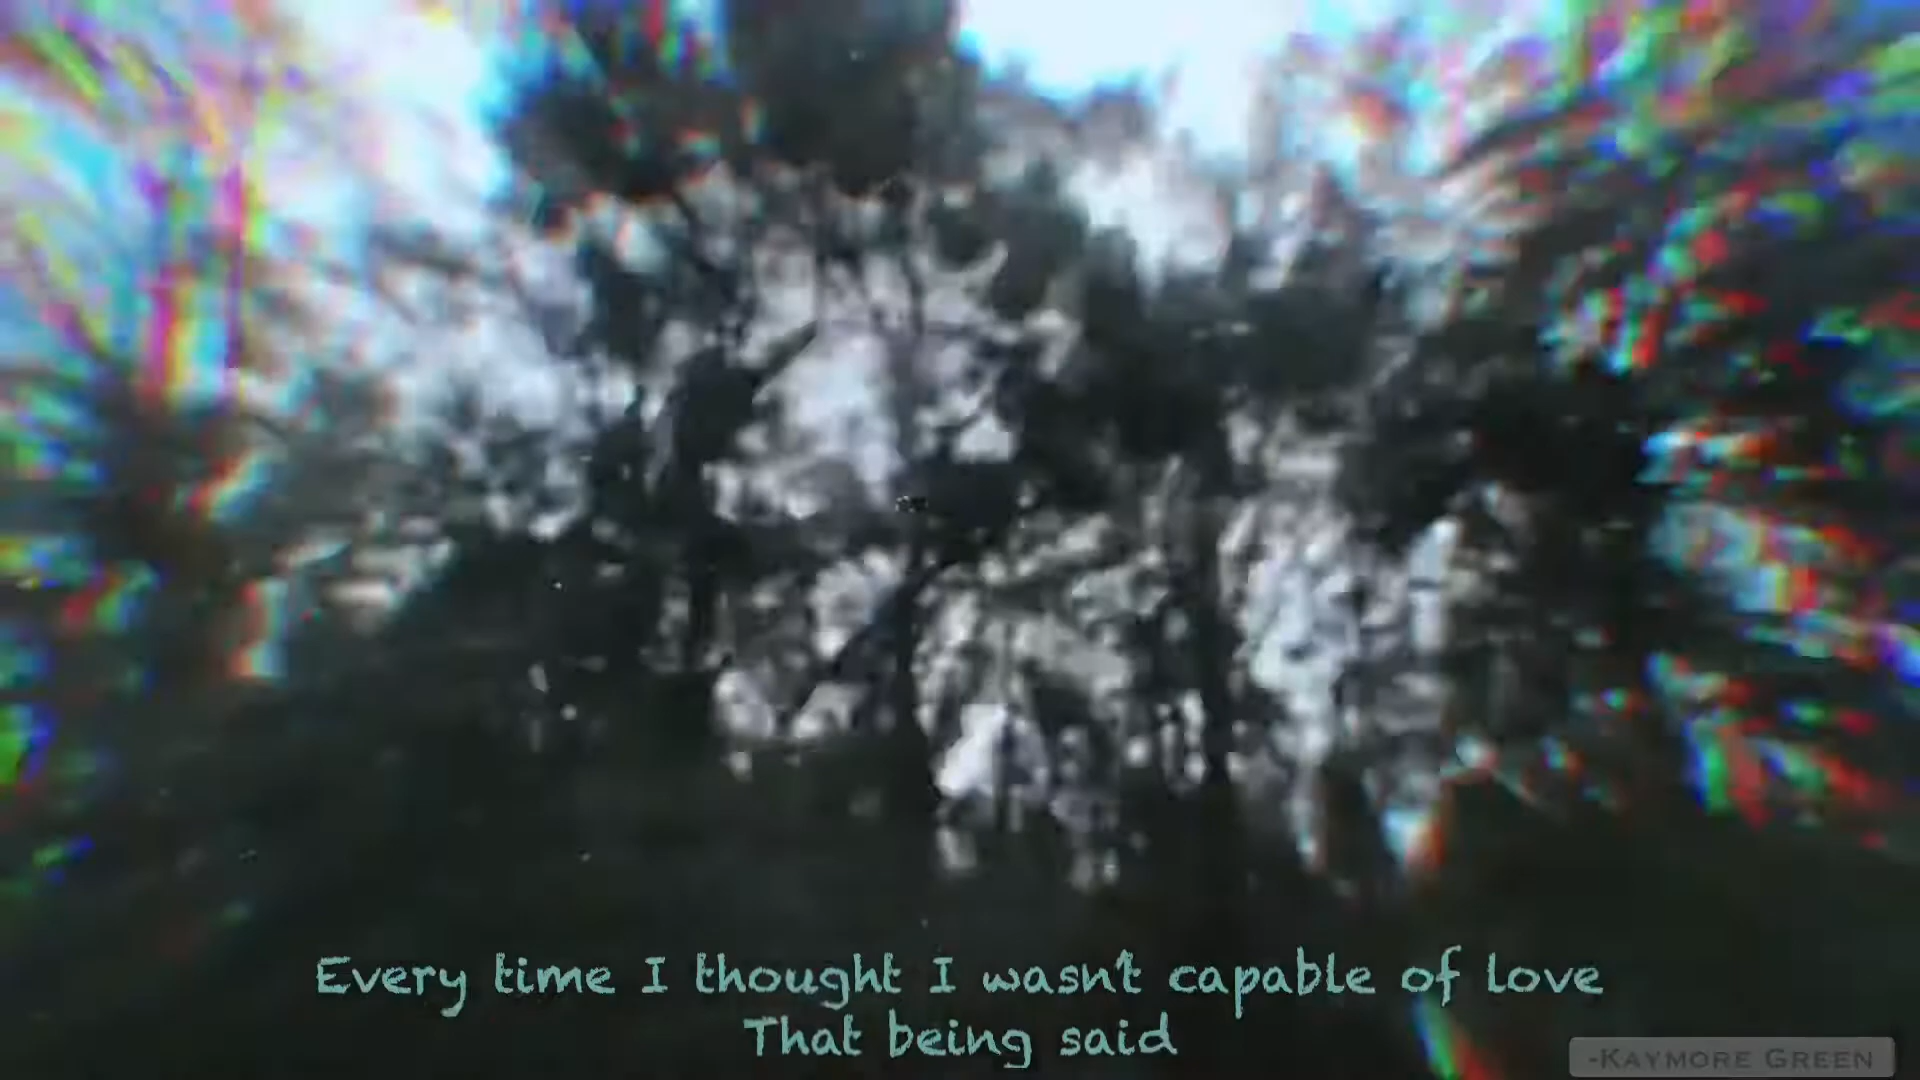 Every time I thought I wasn't capable of love
That being said
-KAYMORE GREEN